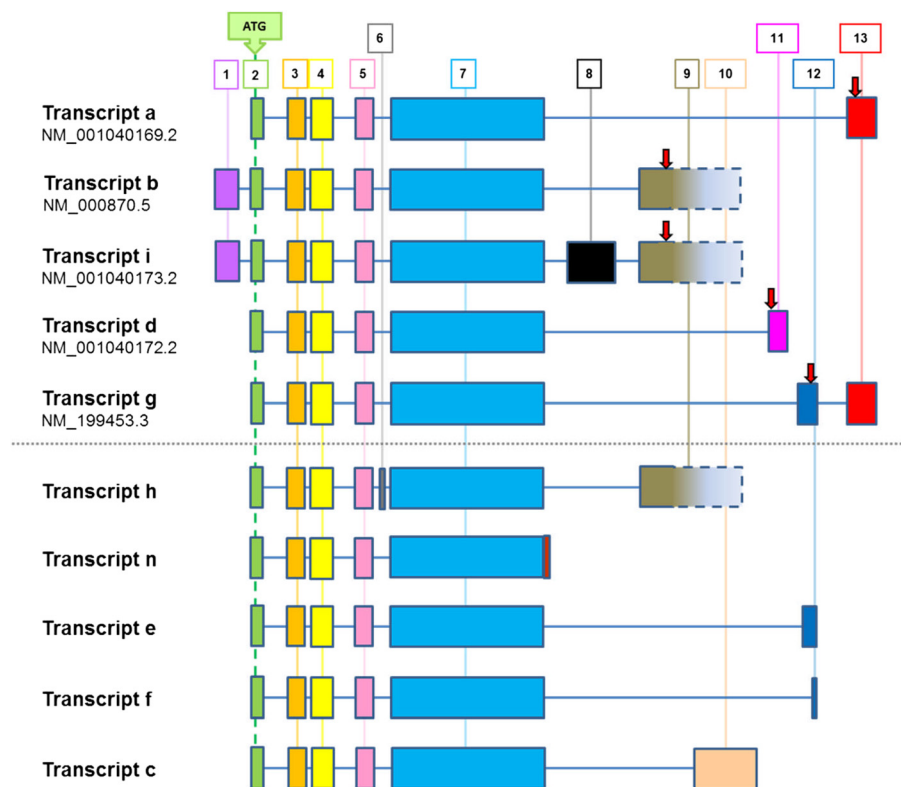 ATG
6
11
13
1
2
3
4
5
7
8
9
10
12
Transcript a
NM_001040169.2
Transcript b
NM_000870.5
Transcript i
NM_001040173.2
Transcript d
NM_001040172.2
Transcript g
NM_199453.3
Transcript h
Transcript n
Transcript e
Transcript f
Transcript c